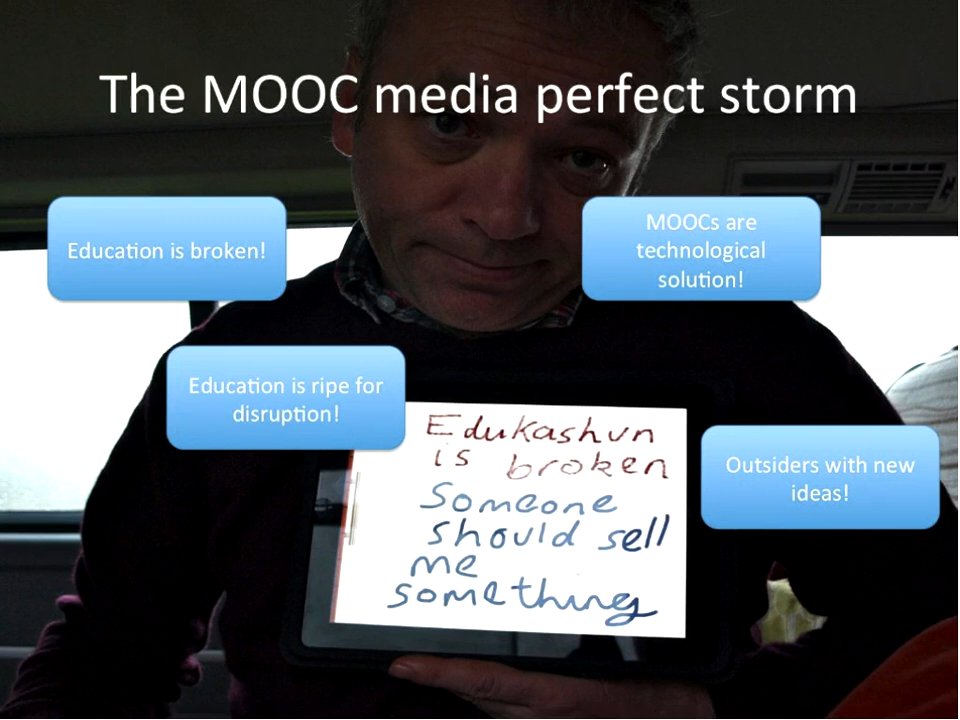 The MOOC media perfect storm
Education is broken!
MOOCs are
technological
solution!
Education is ripe for
disruption!
Edukashun
is broken
Someone
should sell
me
something
Outsiders with new
ideas!